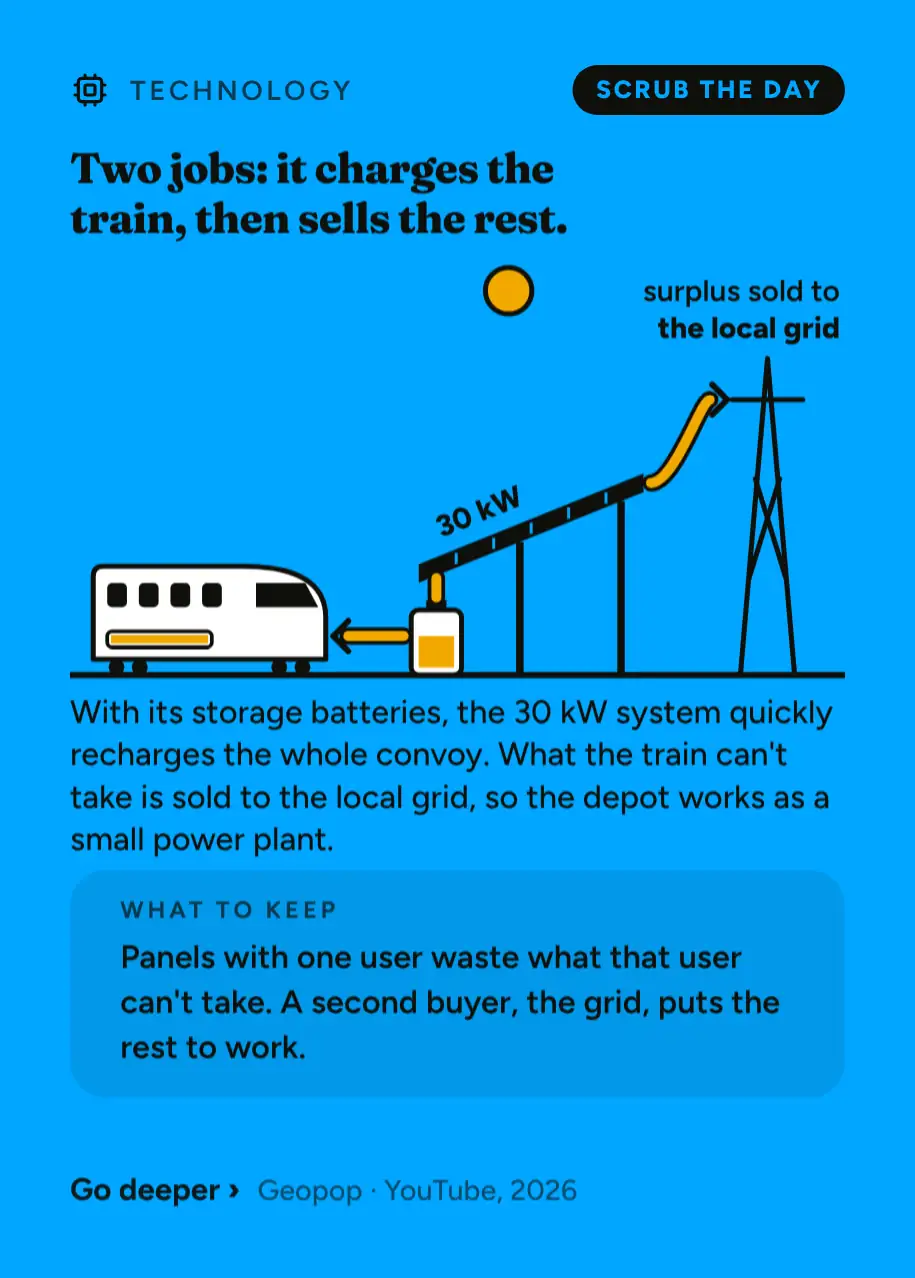 TECHNOLOGY
SCRUB THE DAY
Two jobs: it charges the
train, then sells the rest.
surplus sold to
the local grid
30 kW
With its storage batteries, the 30 kW system quickly
recharges the whole convoy. What the train can't
take is sold to the local grid, so the depot works as a
small power plant.
WHAT TO KEEP
Panels with one user waste what that user
can't take. A second buyer, the grid, puts the
rest to work.
Go deeper › Geopop · YouTube, 2026